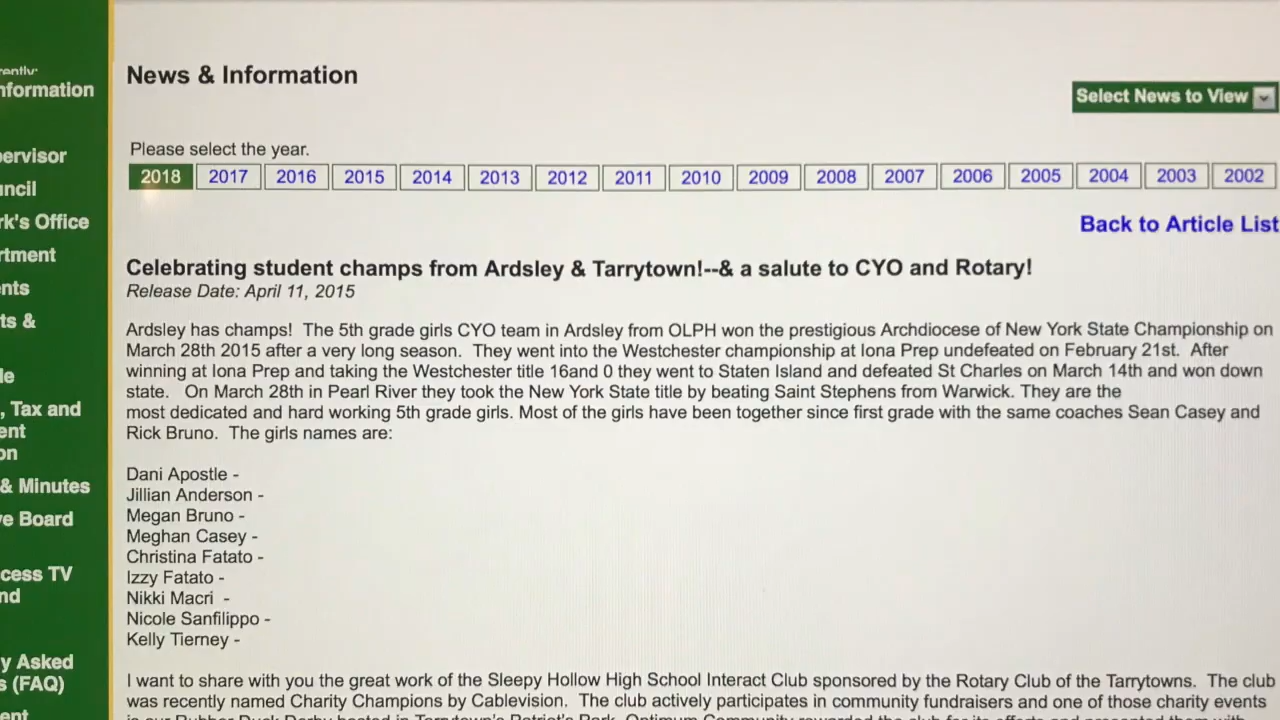 News & Information
Select News to View
Please select the year.
2018 2017 2016 2015 2014 2013 2012 2011 2010 2009 2008 2007 2006 2005 2004 2003 2002
Back to Article List
Celebrating student champs from Ardsley & Tarrytown!--& a salute to CYO and Rotary!
Release Date: April 11, 2015
Ardsley has champs!  The 5th grade girls CYO team in Ardsley from OLPH won the prestigious Archdiocese of New York State Championship on
March 28th 2015 after a very long season.  They went into the Westchester championship at Iona Prep undefeated on February 21st.  After
winning at Iona Prep and taking the Westchester title 16and 0 they went to Staten Island and defeated St Charles on March 14th and won down
state.   On March 28th in Pearl River they took the New York State title by beating Saint Stephens from Warwick. They are the
most dedicated and hard working 5th grade girls. Most of the girls have been together since first grade with the same coaches Sean Casey and
Rick Bruno.  The girls names are:
Dani Apostle -
Jillian Anderson -
Megan Bruno -
Meghan Casey -
Christina Fatato -
Izzy Fatato -
Nikki Macri  -
Nicole Sanfilippo -
Kelly Tierney -
I want to share with you the great work of the Sleepy Hollow High School Interact Club sponsored by the Rotary Club of the Tarrytowns.  The club
was recently named Charity Champions by Cablevision.  The club actively participates in community fundraisers and one of those charity events
nformation
pervisor
uncil
rk's Office
rtment
nts
ts &
le
, Tax and
ent
on
& Minutes
ve Board
cess TV
nd
y Asked
s (FAQ)